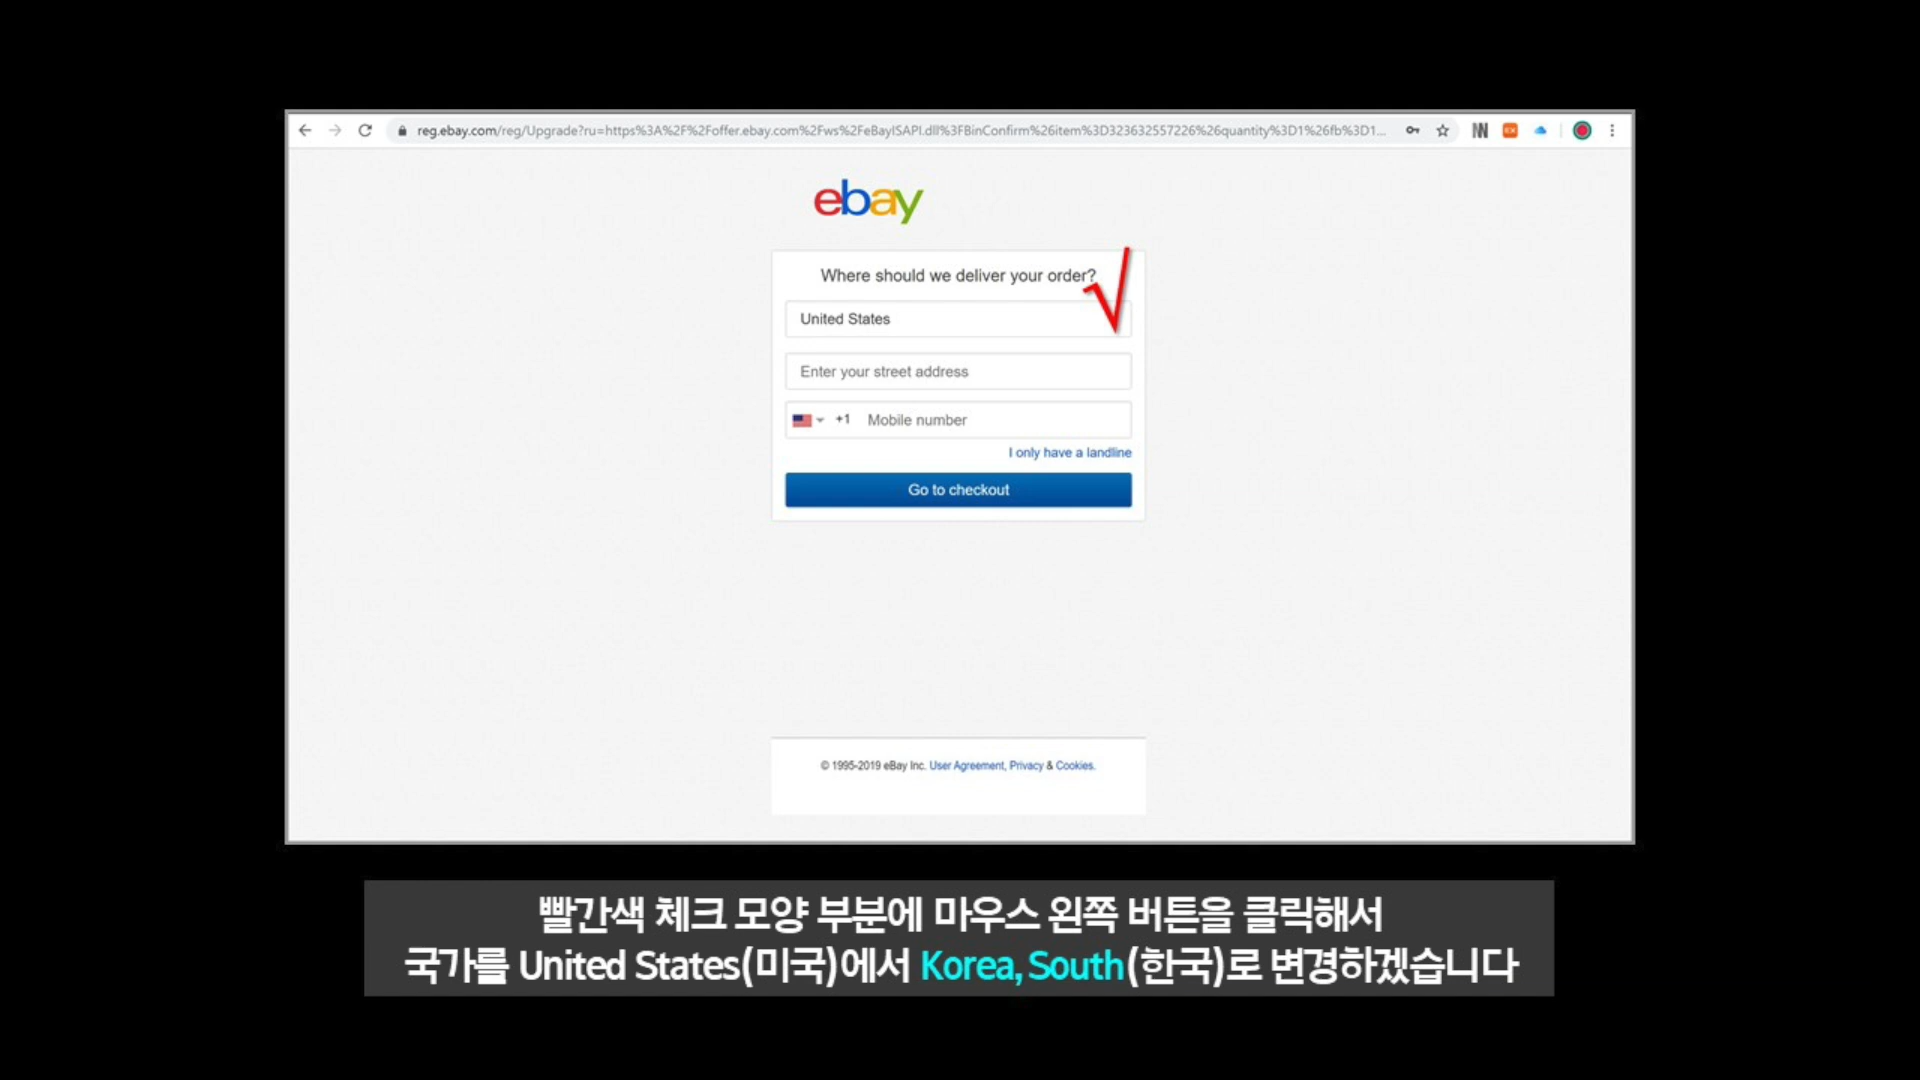 reg.ebay.com/reg/Upgrade?ru=https%3A%2F%2Foffer.ebay.com%2Fws%2FeBayISAPI.dll%3FBinConfirm%26item%3D323632557226%26quantity%3D1%26fb%3D1...
ebay
Where should we deliver your order?
United States
Enter your street address
+1 Mobile number
I only have a landline
Go to checkout
© 1995-2019 eBay Inc. User Agreement, Privacy & Cookies.
빨간색 체크 모양 부분에 마우스 왼쪽 버튼을 클릭해서
국가를 United States(미국)에서 Korea, South(한국)로 변경하겠습니다